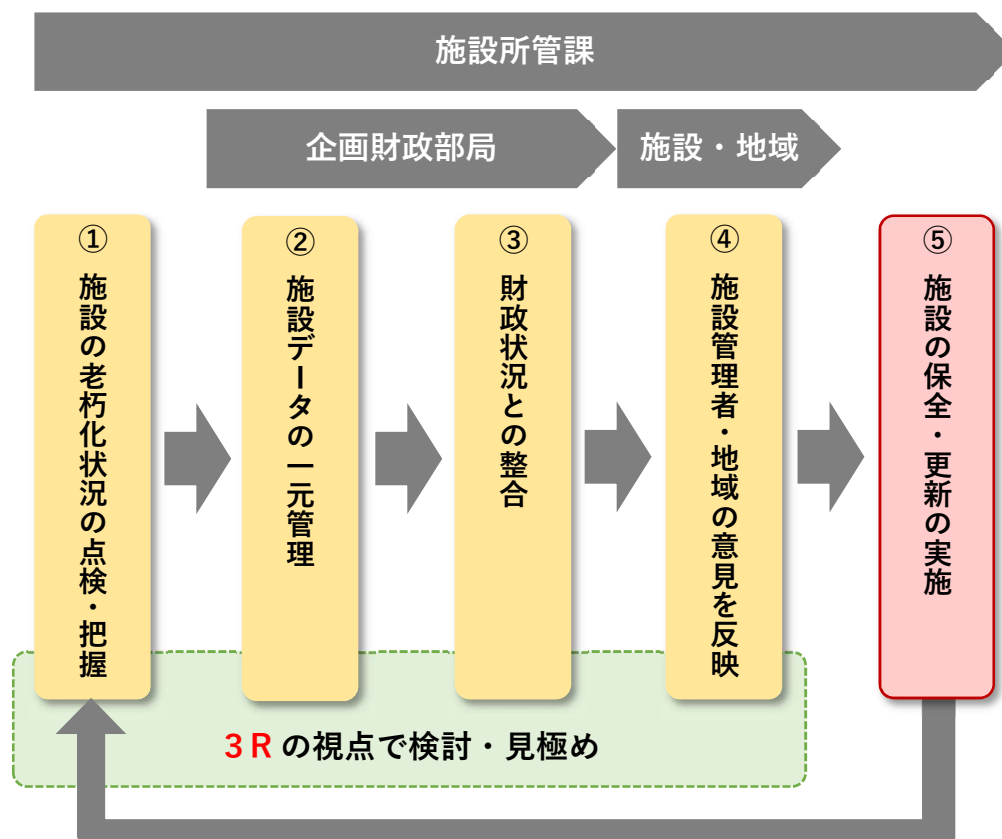 施設所管課
企画財政部局
施設・地域
①
施設の老朽化状況の点検・把握
②
施設データの一元管理
③
財政状況との整合
④
施設管理者・地域の意見を反映
⑤
施設の保全・更新の実施
3Rの視点で検討・見極め